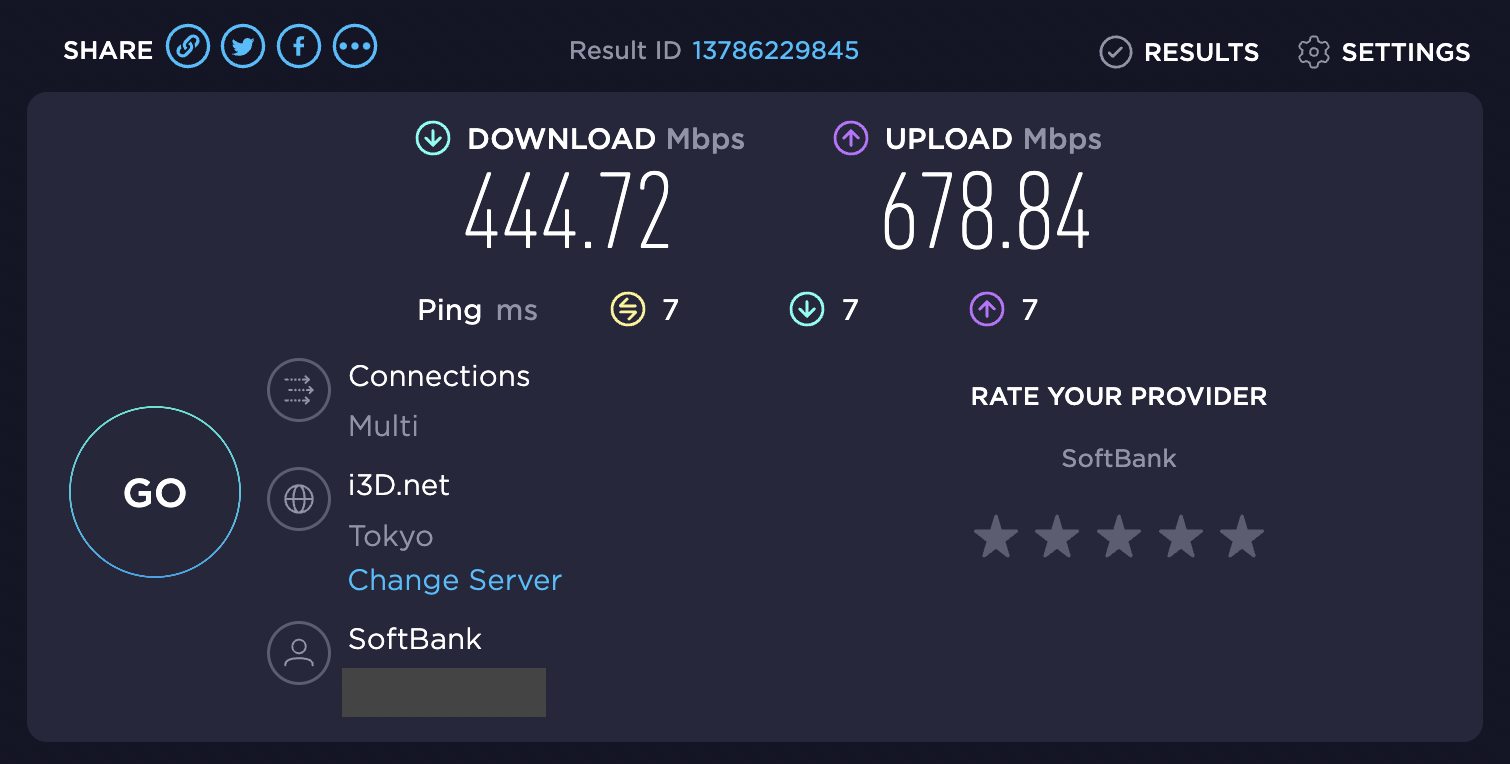 SHARE
Result ID 13786229845
RESULTS
SETTINGS
DOWNLOAD Mbps
444.72
UPLOAD Mbps
678.84
Ping ms 7 7 7
GO
Connections
Multi
i3D.net
Tokyo
Change Server
SoftBank
RATE YOUR PROVIDER
SoftBank